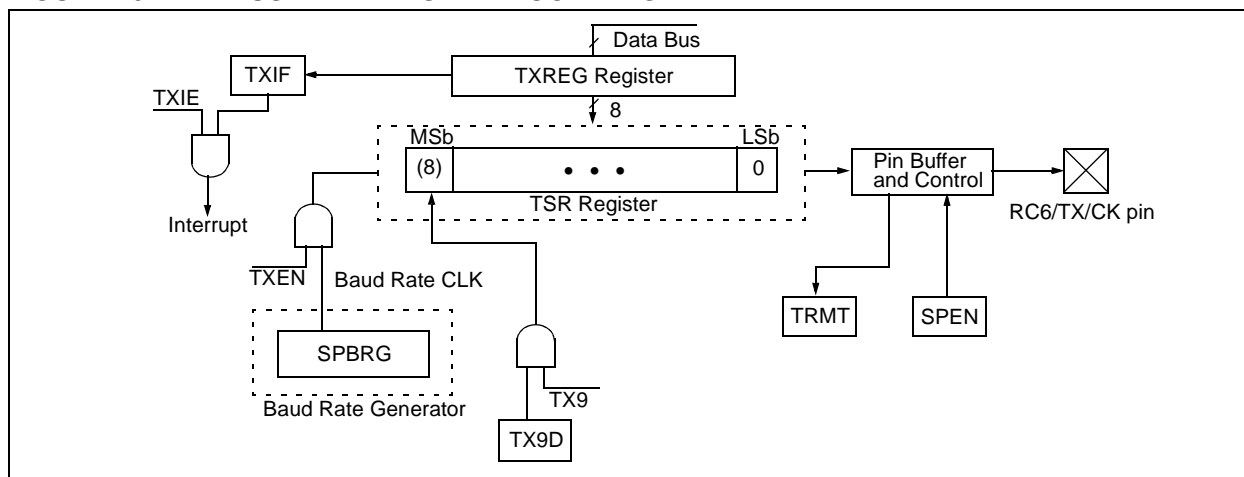 Data Bus
TXIF
TXREG Register
TXIE
8
MSb
LSb
(8)
• • •
0
Pin Buffer
and Control
TSR Register
Interrupt
RC6/TX/CK pin
TXEN
Baud Rate CLK
TRMT
SPEN
SPBRG
TX9
Baud Rate Generator
TX9D